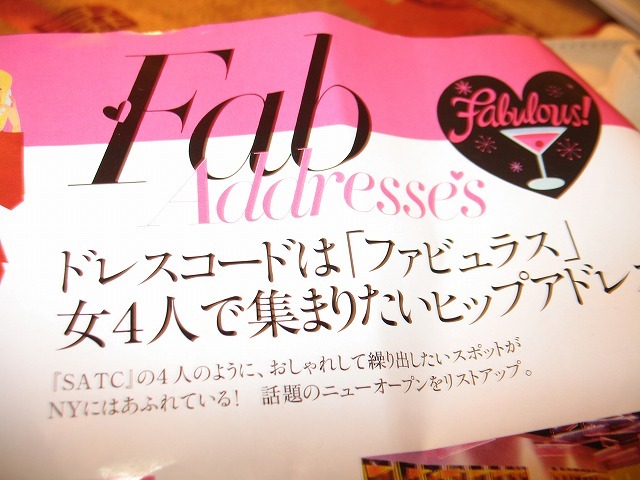 Fab
Addresse's
Fabulous!
ドレスコードは「ファビュラス」
女4人で集まりたいヒップアドレス
『SATC』の4人のように、おしゃれして繰り出したいスポットが
NYにはあふれている! 話題のニューオープンをリストアップ。